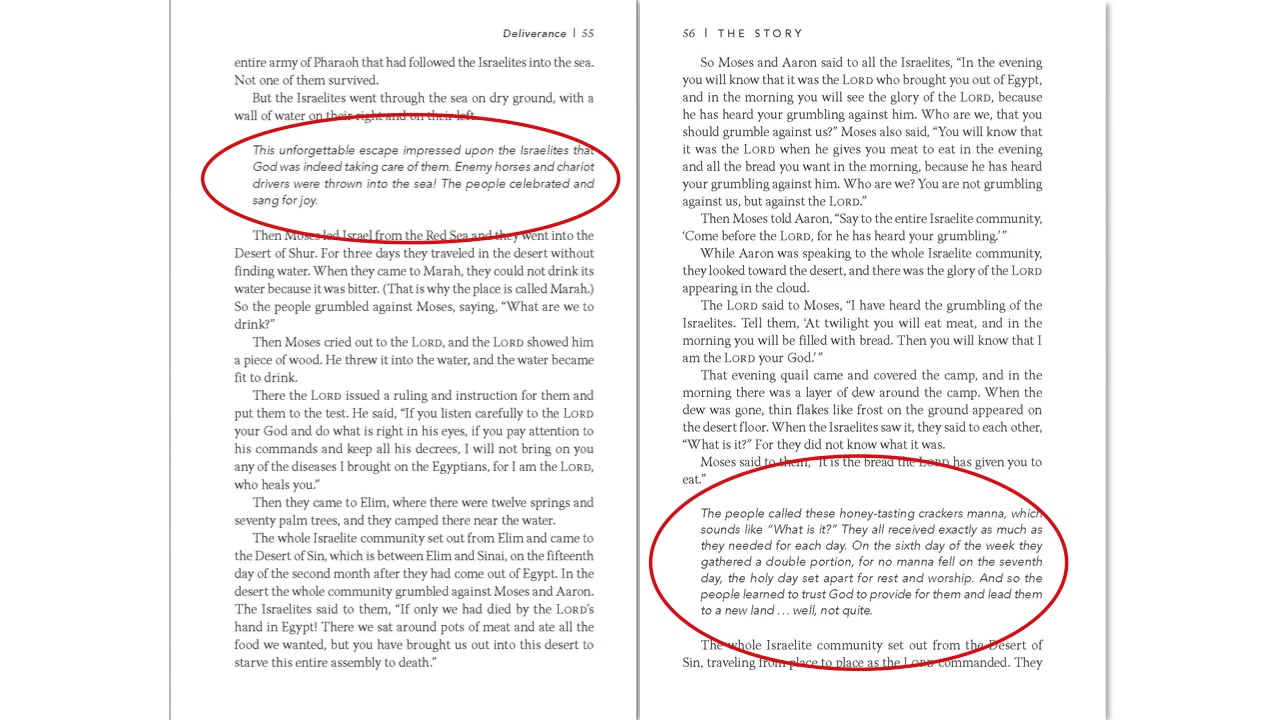 Deliverance | 55
entire army of Pharaoh that had followed the Israelites into the sea.
Not one of them survived.
But the Israelites went through the sea on dry ground, with a
wall of water on their right and on their left.
This unforgettable escape impressed upon the Israelites that
God was indeed taking care of them. Enemy horses and chariot
drivers were thrown into the sea! The people celebrated and
sang for joy.
Then Moses led Israel from the Red Sea and they went into the
Desert of Shur. For three days they traveled in the desert without
finding water. When they came to Marah, they could not drink its
water because it was bitter. (That is why the place is called Marah.)
So the people grumbled against Moses, saying, “What are we to
drink?”
Then Moses cried out to the LORD, and the LORD showed him
a piece of wood. He threw it into the water, and the water became
fit to drink.
There the LORD issued a ruling and instruction for them and
put them to the test. He said, “If you listen carefully to the LORD
your God and do what is right in his eyes, if you pay attention to
his commands and keep all his decrees, I will not bring on you
any of the diseases I brought on the Egyptians, for I am the LORD,
who heals you.”
Then they came to Elim, where there were twelve springs and
seventy palm trees, and they camped there near the water.
The whole Israelite community set out from Elim and came to
the Desert of Sin, which is between Elim and Sinai, on the fifteenth
day of the second month after they had come out of Egypt. In the
desert the whole community grumbled against Moses and Aaron.
The Israelites said to them, “If only we had died by the LORD’s
hand in Egypt! There we sat around pots of meat and ate all the
food we wanted, but you have brought us out into this desert to
starve this entire assembly to death.”
56 | THE STORY
So Moses and Aaron said to all the Israelites, “In the evening
you will know that it was the LORD who brought you out of Egypt,
and in the morning you will see the glory of the LORD, because
he has heard your grumbling against him. Who are we, that you
should grumble against us?” Moses also said, “You will know that
it was the LORD when he gives you meat to eat in the evening
and all the bread you want in the morning, because he has heard
your grumbling against him. Who are we? You are not grumbling
against us, but against the LORD.”
Then Moses told Aaron, “Say to the entire Israelite community,
‘Come before the LORD, for he has heard your grumbling.’”
While Aaron was speaking to the whole Israelite community,
they looked toward the desert, and there was the glory of the LORD
appearing in the cloud.
The LORD said to Moses, “I have heard the grumbling of the
Israelites. Tell them, ‘At twilight you will eat meat, and in the
morning you will be filled with bread. Then you will know that I
am the LORD your God.’”
That evening quail came and covered the camp, and in the
morning there was a layer of dew around the camp. When the
dew was gone, thin flakes like frost on the ground appeared on
the desert floor. When the Israelites saw it, they said to each other,
“What is it?” For they did not know what it was.
Moses said to them, “It is the bread the LORD has given you to
eat.”
The people called these honey-tasting crackers manna, which
sounds like “What is it?” They all received exactly as much as
they needed for each day. On the sixth day of the week they
gathered a double portion, for no manna fell on the seventh
day, the holy day set apart for rest and worship. And so the
people learned to trust God to provide for them and lead them
to a new land … well, not quite.
The whole Israelite community set out from the Desert of
Sin, traveling from place to place as the LORD commanded. They